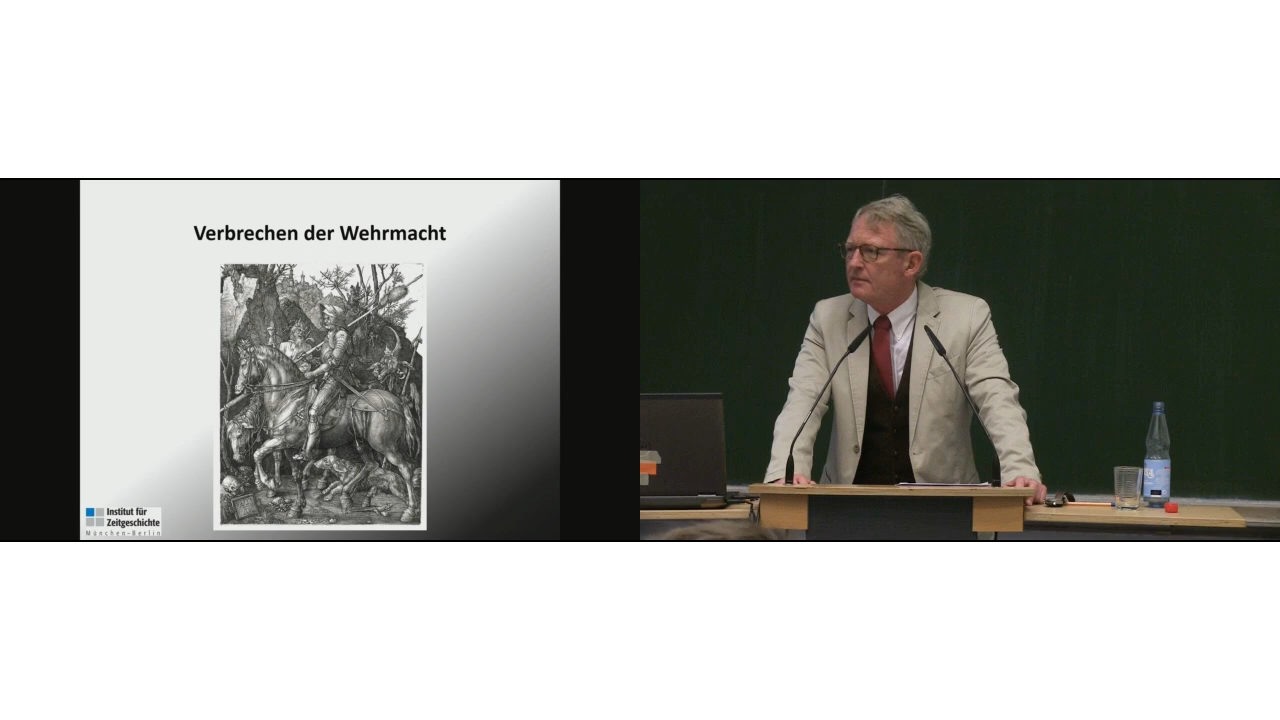 Verbrechen der Wehrmacht
Institut für
Zeitgeschichte
München-Berlin